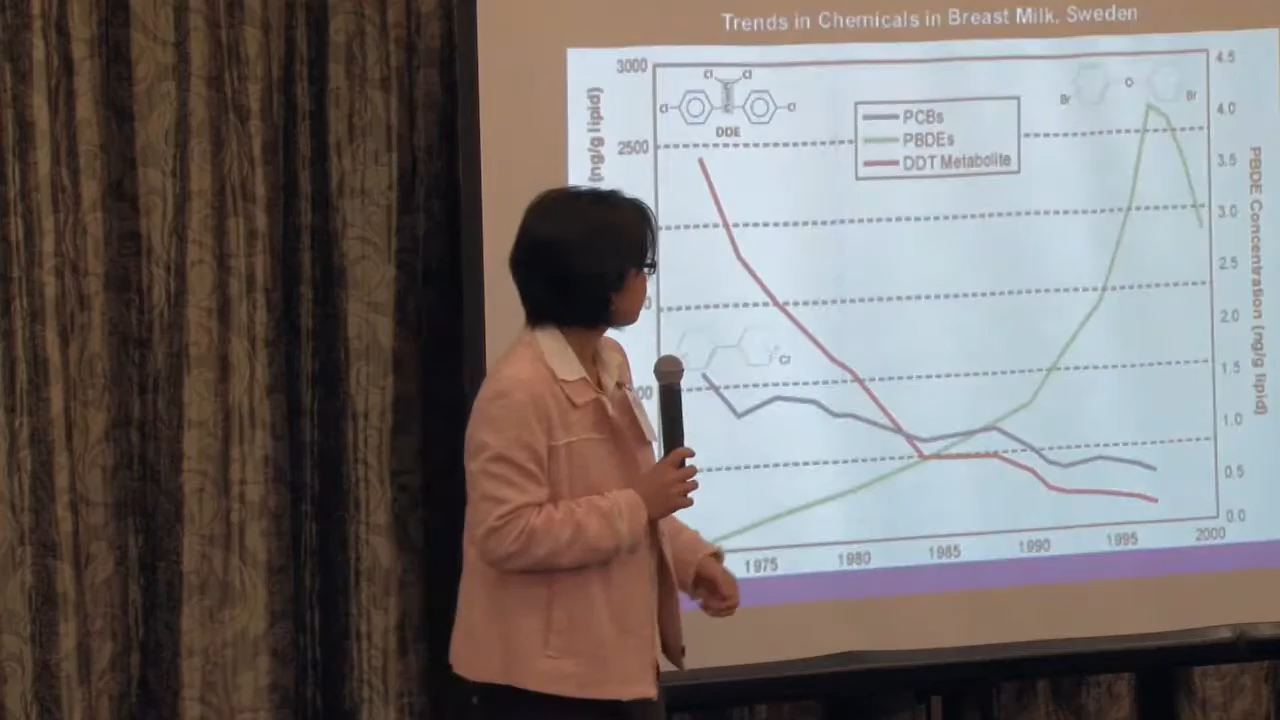 Trends in Chemicals in Breast Milk, Sweden
3000
2500
(ng/g lipid)
Cl Cl
Cl Cl
DDE
PCBs
PBDEs
DDT Metabolite
Br O Br
Cl
4.5
4.0
3.5
3.0
2.5
2.0
1.5
1.0
0.5
0.0
PBDE Concentration (ng/g lipid)
1975 1980 1985 1990 1995 2000